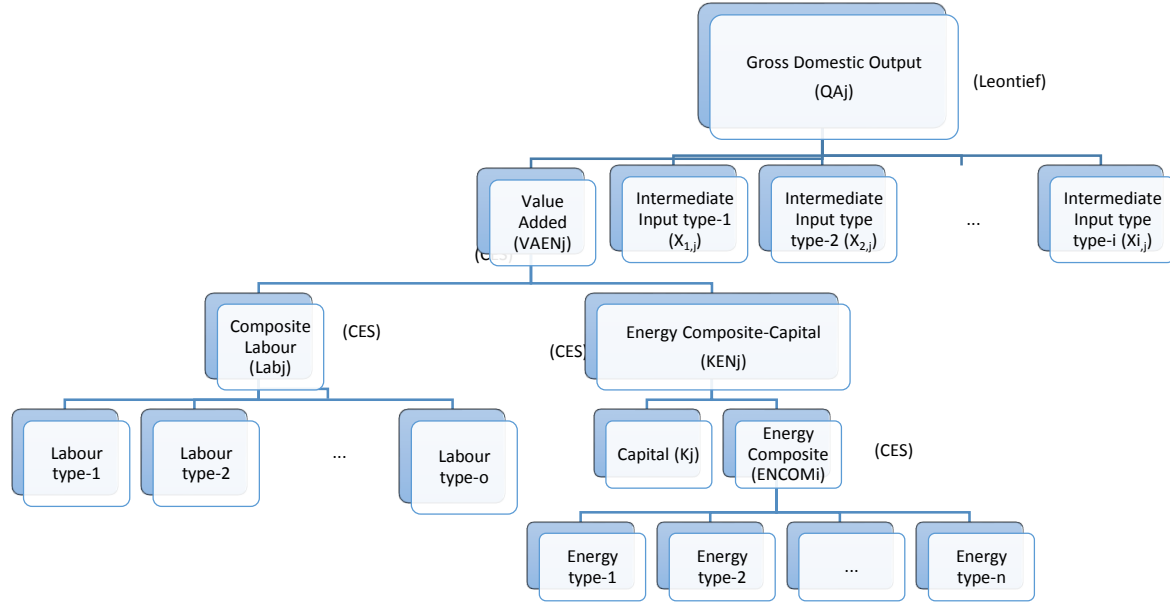 Gross Domestic Output
(QAj)
(Leontief)
Value
Added
(VAENj)
Intermediate
Input type-1
(X1,j)
Intermediate
Input type
type-2 (X2,j)
...
Intermediate
Input type
type-i (Xi,j)
(CES)
Composite
Labour
(Labj)
(CES)
(CES)
Energy Composite-Capital
(KENj)
Labour
type-1
Labour
type-2
...
Labour
type-o
Capital (Kj)
Energy
Composite
(ENCOMi)
(CES)
Energy
type-1
Energy
type-2
...
Energy
type-n